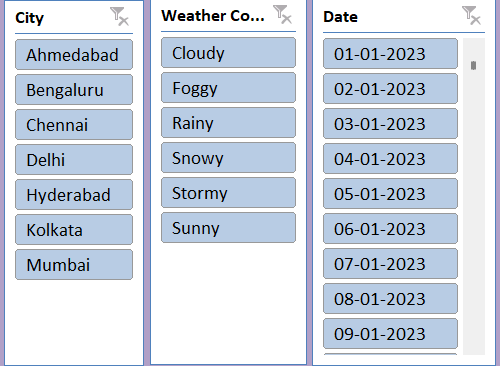 City
Ahmedabad
Bengaluru
Chennai
Delhi
Hyderabad
Kolkata
Mumbai
Weather Co...
Cloudy
Foggy
Rainy
Snowy
Stormy
Sunny
Date
01-01-2023
02-01-2023
03-01-2023
04-01-2023
05-01-2023
06-01-2023
07-01-2023
08-01-2023
09-01-2023